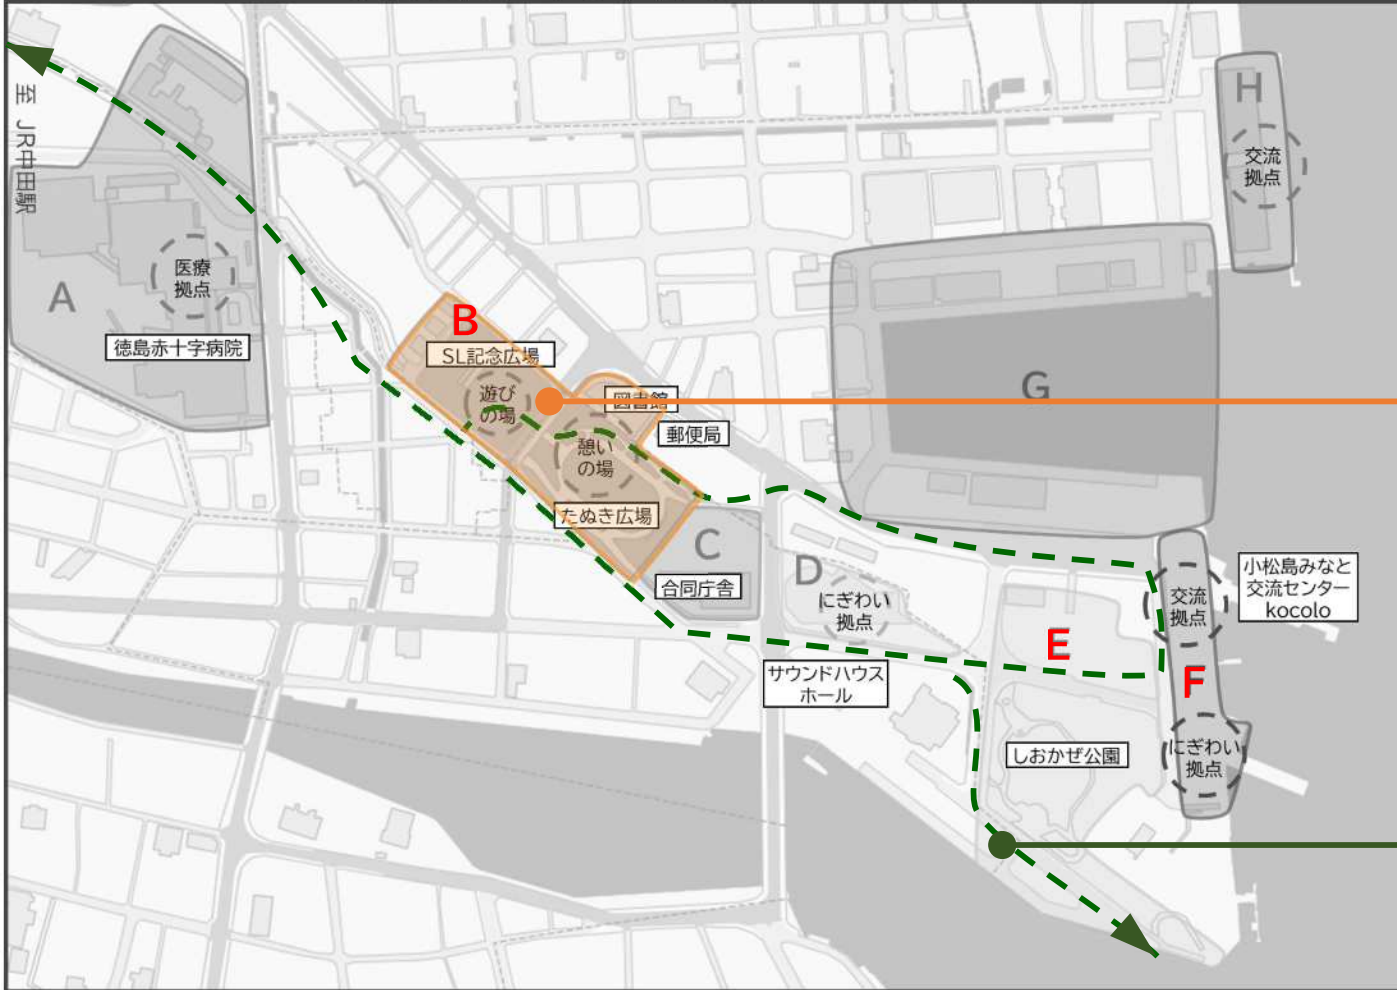 至 JR中田駅
A
医療
拠点
徳島赤十字病院
B
SL記念広場
遊び
の場
図書館
郵便局
憩い
の場
たぬき広場
C
合同庁舎
D
にぎわい
拠点
サウンドハウス
ホール
E
しおかぜ公園
F
交流
拠点
にぎわい
拠点
小松島みなと
交流センター
kocolo
G
H
交流
拠点